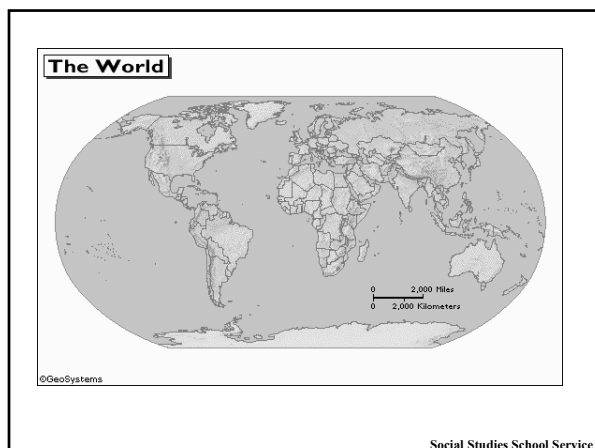 The World
0 2,000 Miles
0 2,000 Kilometers
©GeoSystems
Social Studies School Service